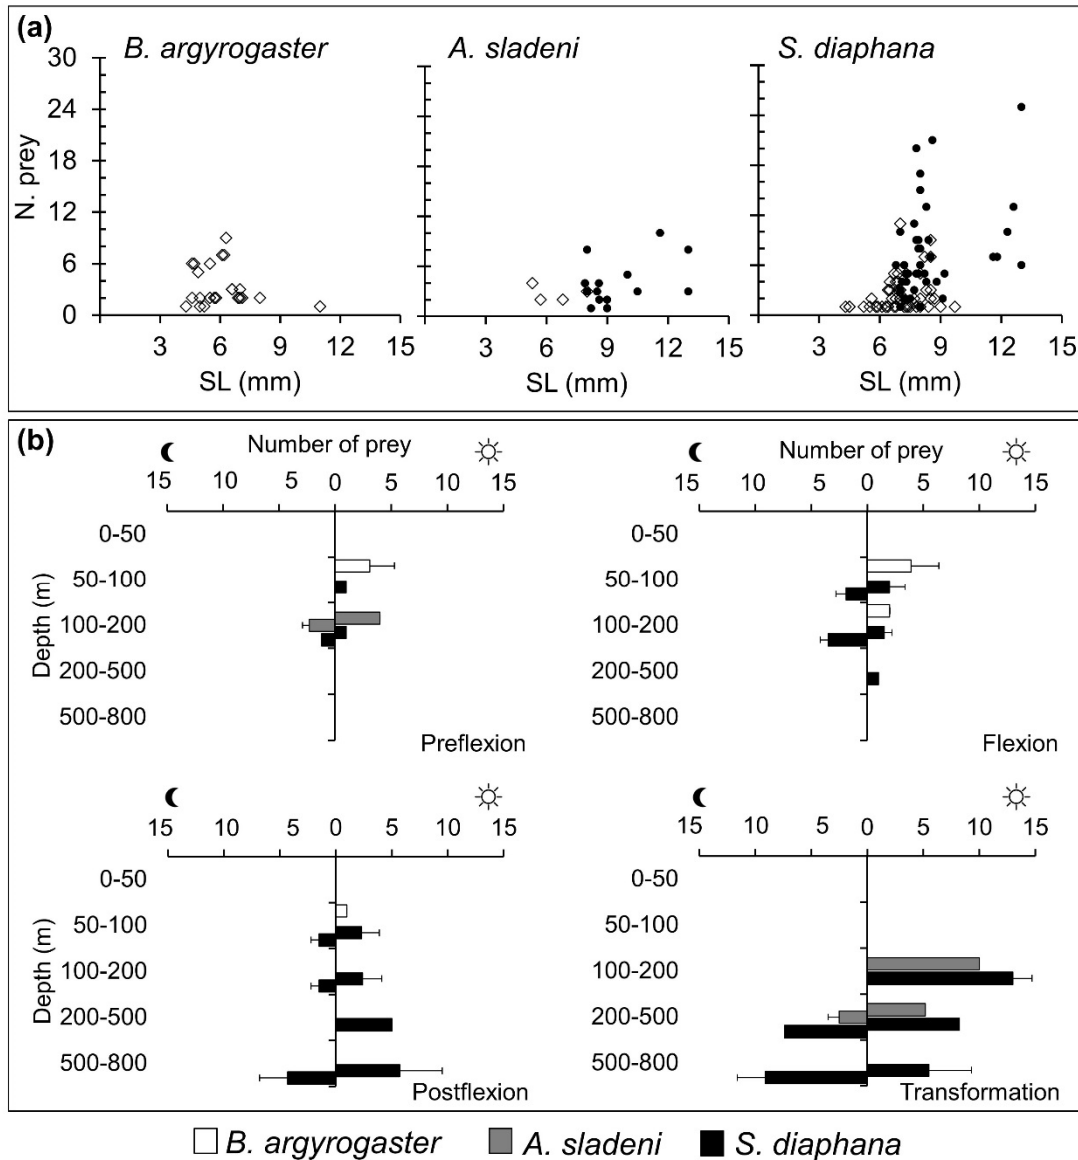 (a)
B. argyrogaster A. sladeni S. diaphana
N. prey
30
24
18
12
6
0
3 6 9 12 15 3 6 9 12 15 3 6 9 12 15
SL (mm) SL (mm) SL (mm)
(b)
Number of prey Number of prey
15 10 5 0 5 10 15 15 10 5 0 5 10 15
Depth (m)
0-50 0-50
50-100 50-100
100-200 100-200
200-500 200-500
500-800 500-800
Preflexion Flexion
15 10 5 0 5 10 15 15 10 5 0 5 10 15
Depth (m)
0-50 0-50
50-100 50-100
100-200 100-200
200-500 200-500
500-800 500-800
Postflexion Transformation
B. argyrogaster A. sladeni S. diaphana